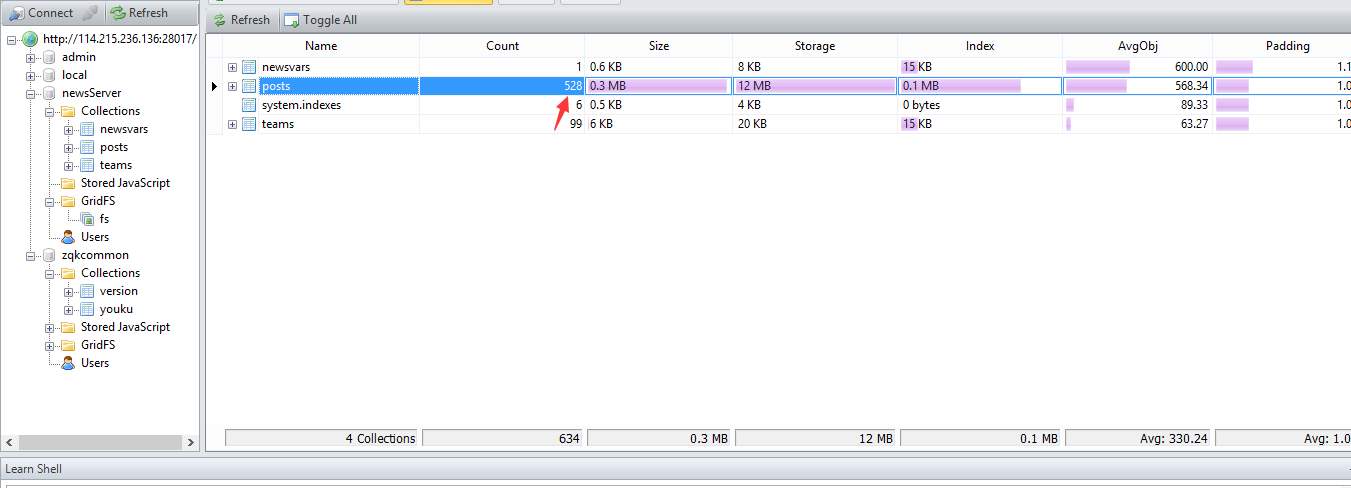 Connect Refresh
http://114.215.236.136:28017/
admin
local
newsServer
Collections
newsvars
posts
teams
Stored JavaScript
GridFS
fs
Users
zqkcommon
Collections
version
youku
Stored JavaScript
GridFS
Users
Refresh Toggle All
Name Count Size Storage Index AvgObj Padding
newsvars 1 0.6 KB 8 KB 15 KB 600.00 1.1
posts 528 0.3 MB 12 MB 0.1 MB 568.34 1.0
system.indexes 6 0.5 KB 4 KB 0 bytes 89.33 1.0
teams 99 6 KB 20 KB 15 KB 63.27 1.0
4 Collections 634 0.3 MB 12 MB 0.1 MB Avg: 330.24 Avg: 1.0
Learn Shell